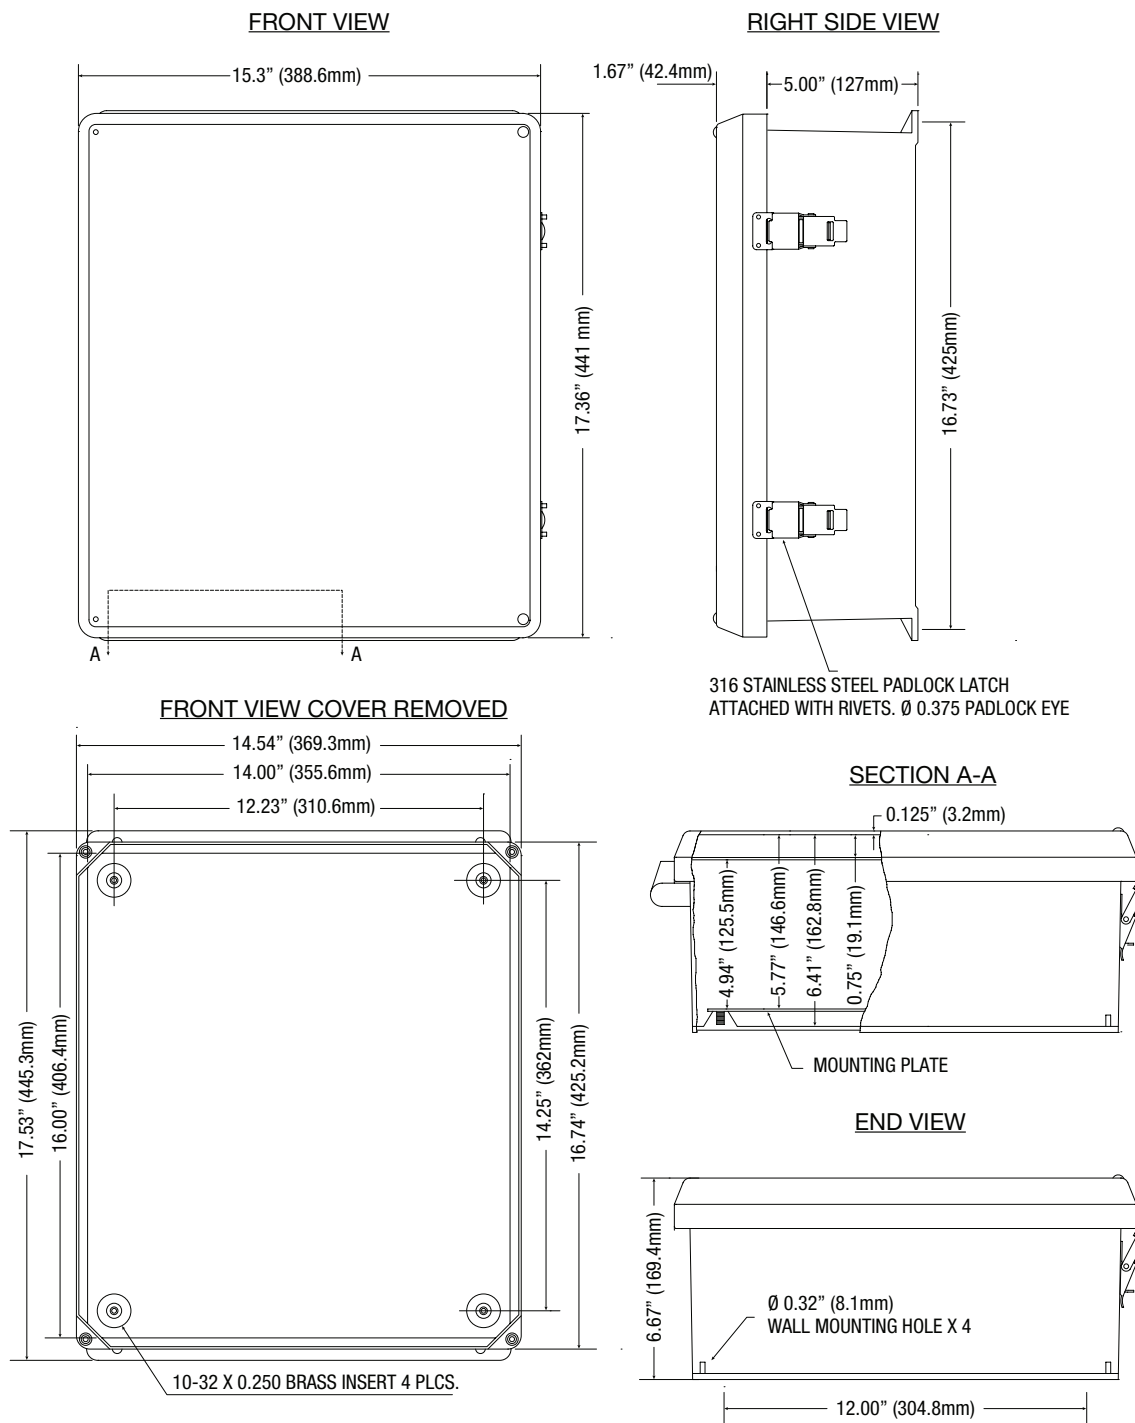 FRONT VIEW
15.3” (388.6mm)
17.36” (441 mm)
A
A
RIGHT SIDE VIEW
1.67” (42.4mm)
5.00” (127mm)
16.73” (425mm)
316 STAINLESS STEEL PADLOCK LATCH
ATTACHED WITH RIVETS. Ø 0.375 PADLOCK EYE
FRONT VIEW COVER REMOVED
14.54” (369.3mm)
14.00” (355.6mm)
12.23” (310.6mm)
17.53” (445.3mm)
16.00” (406.4mm)
14.25” (362mm)
16.74” (425.2mm)
10-32 X 0.250 BRASS INSERT 4 PLCS.
SECTION A-A
0.125” (3.2mm)
4.94” (125.5mm)
5.77” (146.6mm)
6.41” (162.8mm)
0.75” (19.1mm)
MOUNTING PLATE
END VIEW
6.67” (169.4mm)
Ø 0.32” (8.1mm)
WALL MOUNTING HOLE X 4
12.00” (304.8mm)